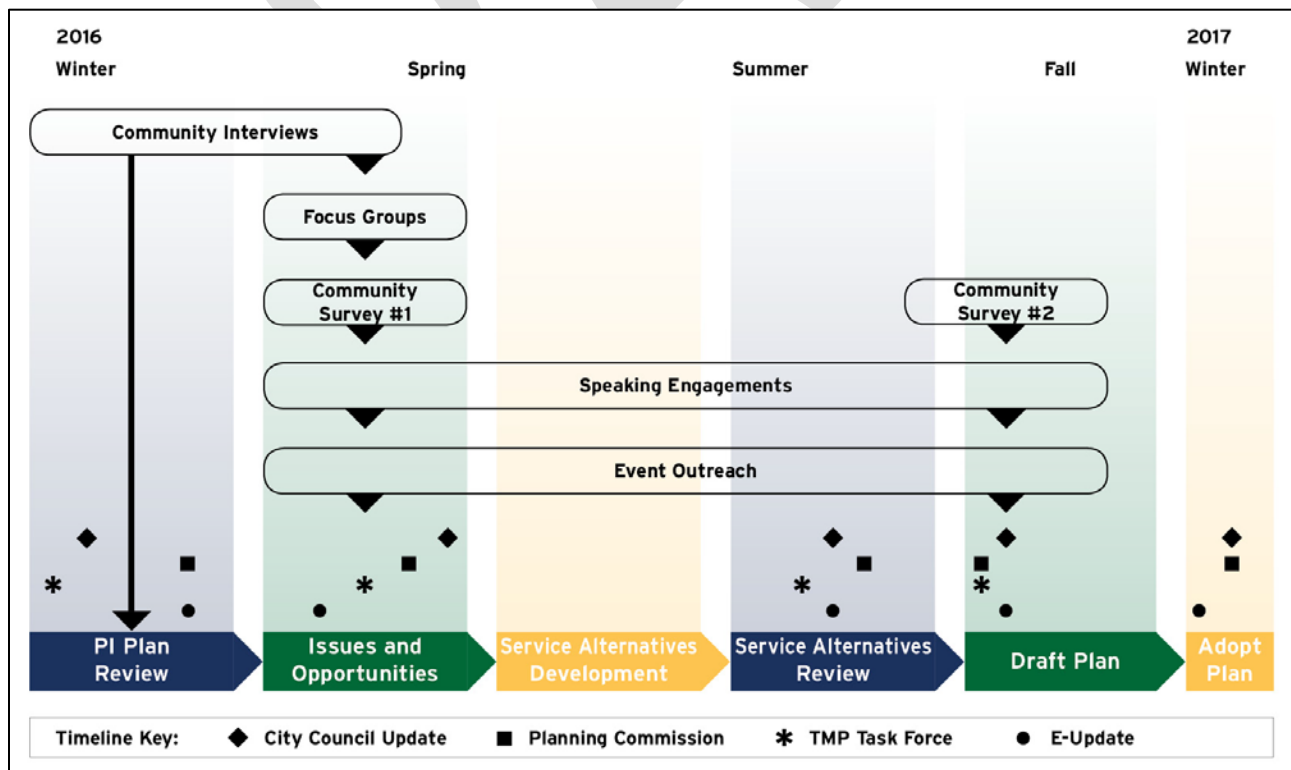 2016
2017
Winter
Spring
Summer
Fall
Winter
Community Interviews
Focus Groups
Community
Survey #1
Community
Survey #2
Speaking Engagements
Event Outreach
PI Plan
Review
Issues and
Opportunities
Service Alternatives
Development
Service Alternatives
Review
Draft Plan
Adopt
Plan
Timeline Key: City Council Update Planning Commission TMP Task Force E-Update